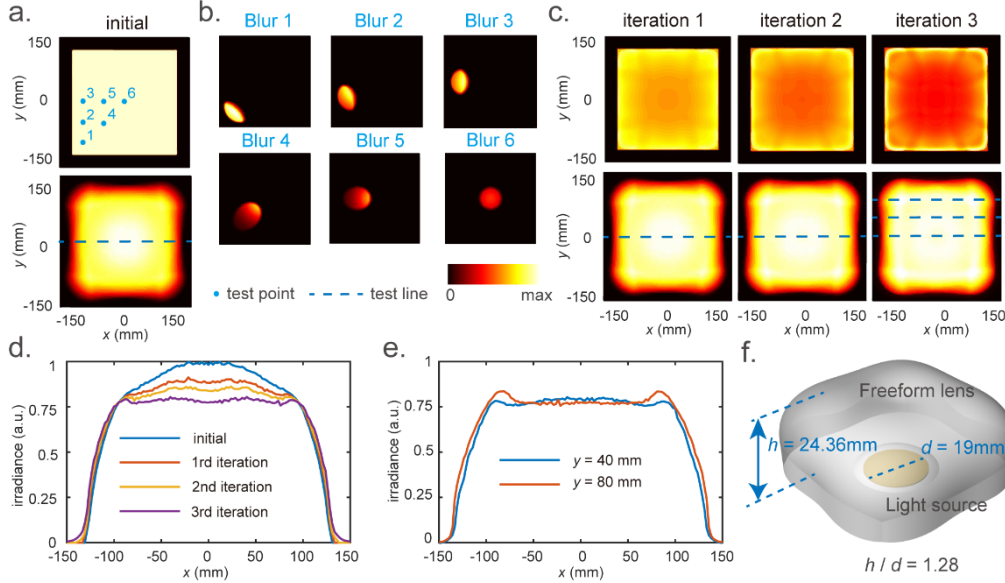 a.
initial
150
0
-150
y (mm)
3 5 6
2 4
1
150
0
-150
y (mm)
-150 0 150
x (mm)
b.
Blur 1 Blur 2 Blur 3
Blur 4 Blur 5 Blur 6
0 max
test point test line
c.
iteration 1 iteration 2 iteration 3
150
0
-150
y (mm)
150
0
-150
y (mm)
-150 0 150 -150 0 150 -150 0 150
x (mm) x (mm) x (mm)
d.
1
0.75
0.5
0.25
0
irradiance (a.u.)
initial
1rd iteration
2nd iteration
3rd iteration
-150 -100 -50 0 50 100 150
x (mm)
e.
1
0.75
0.5
0.25
0
irradiance (a.u.)
y = 40 mm
y = 80 mm
-150 -100 -50 0 50 100 150
x (mm)
f.
Freeform lens
h = 24.36mm
d = 19mm
Light source
h / d = 1.28